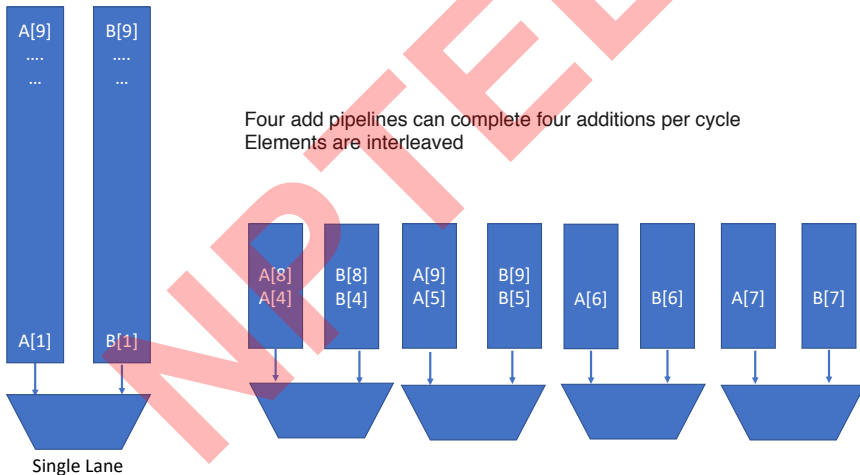 A[9]
....
...
A[1]
B[9]
....
...
B[1]
Single Lane
Four add pipelines can complete four additions per cycle
Elements are interleaved
A[8]
A[4]
B[8]
B[4]
A[9]
A[5]
B[9]
B[5]
A[6]
B[6]
A[7]
B[7]
NPTEL